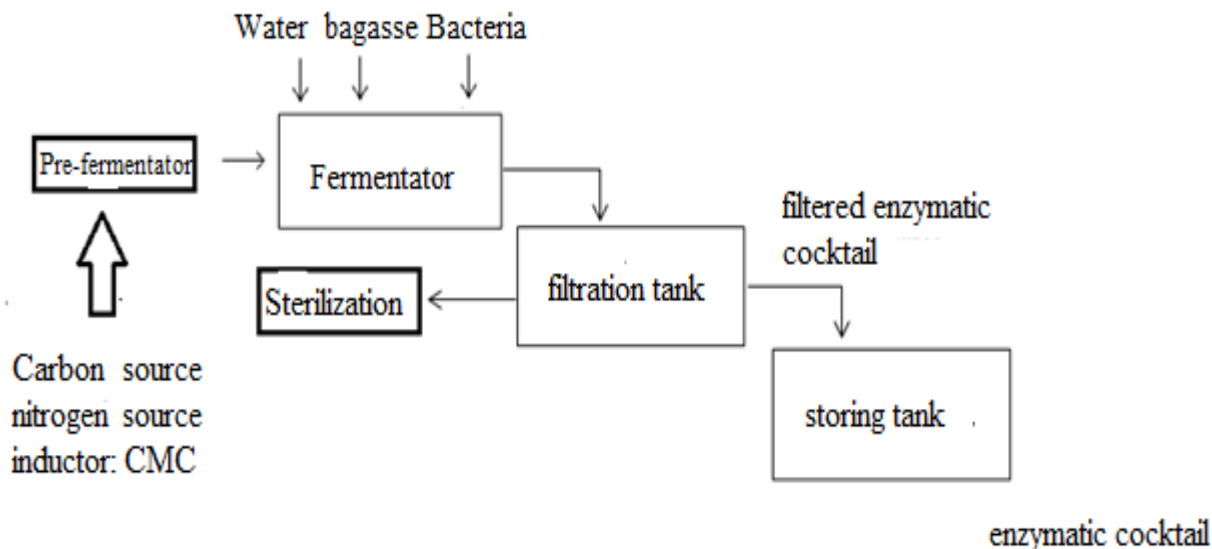 Water bagasse Bacteria
Pre-fermentator
Fermentator
filtered enzymatic
cocktail
filtration tank
Sterilization
Carbon source
nitrogen source
inductor: CMC
storing tank
enzymatic cocktail